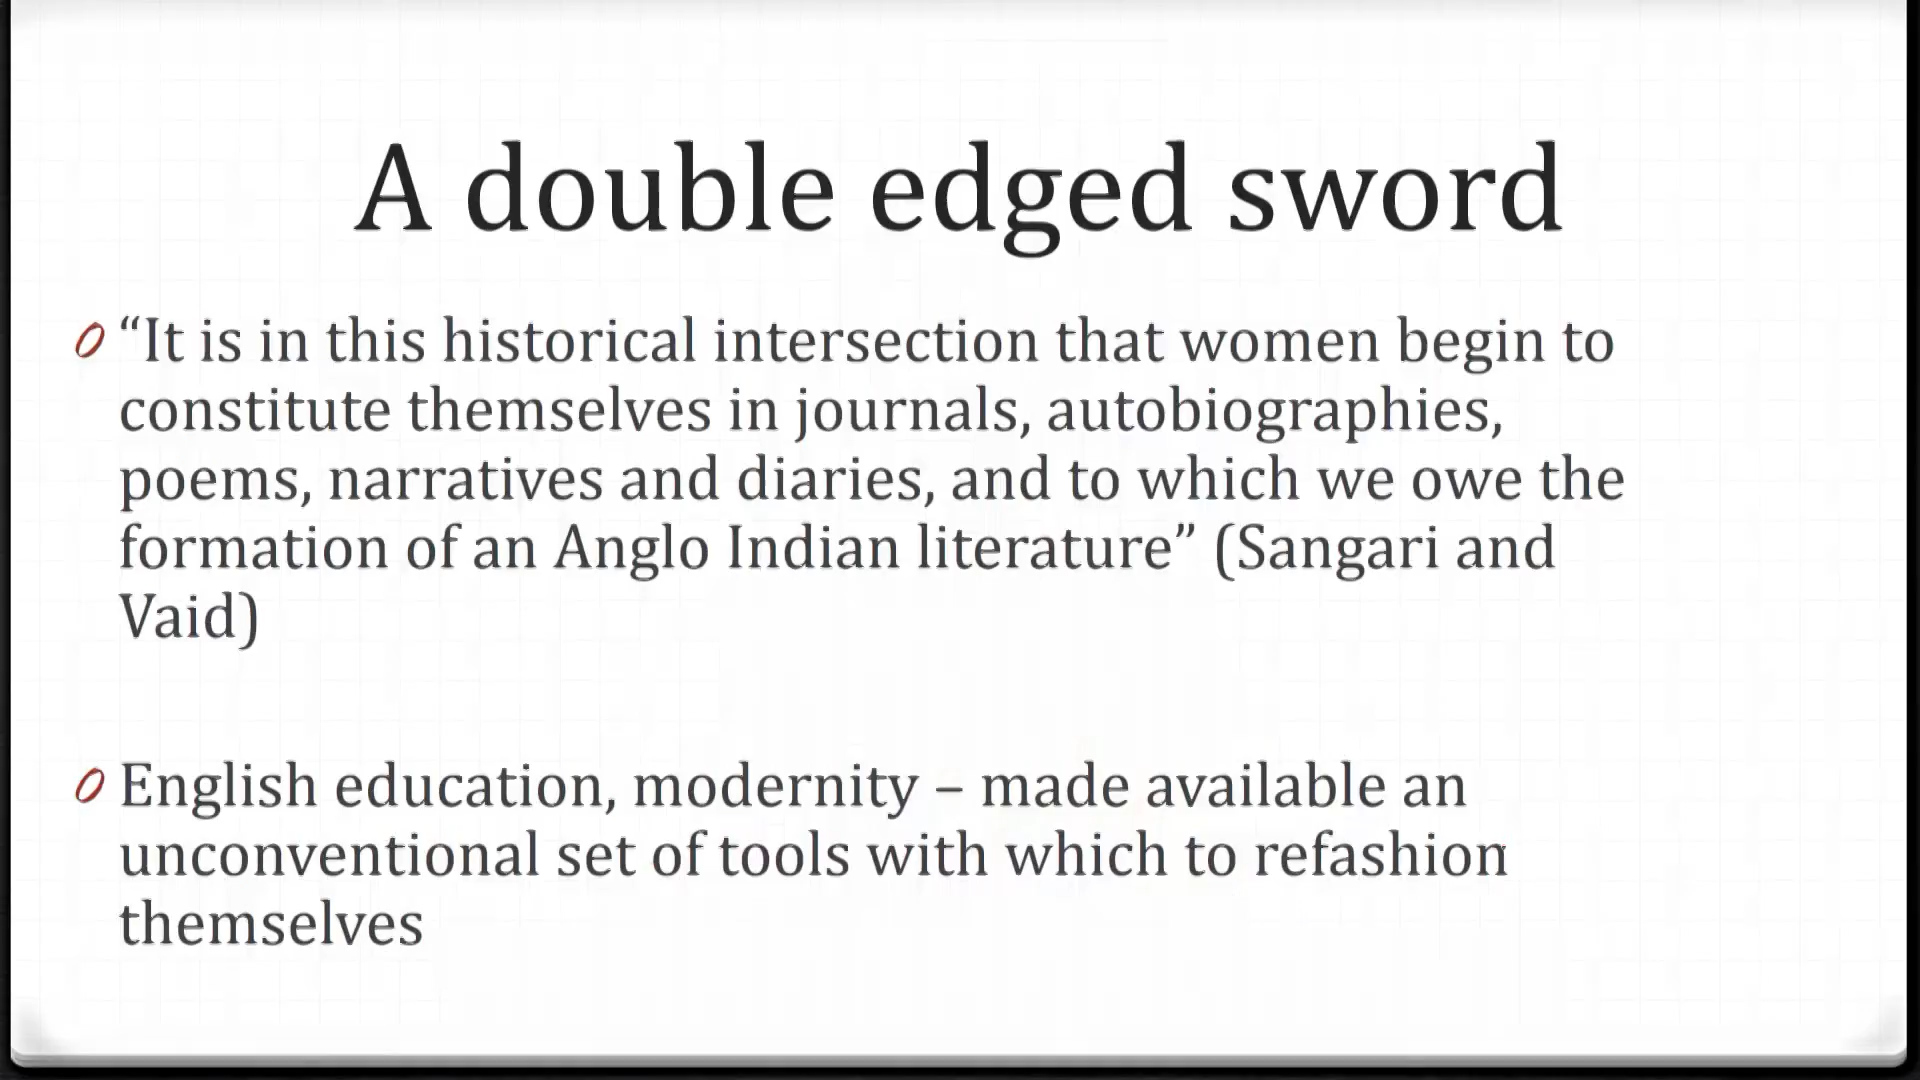 A double edged sword
“It is in this historical intersection that women begin to
constitute themselves in journals, autobiographies,
poems, narratives and diaries, and to which we owe the
formation of an Anglo Indian literature” (Sangari and
Vaid)
English education, modernity – made available an
unconventional set of tools with which to refashion
themselves